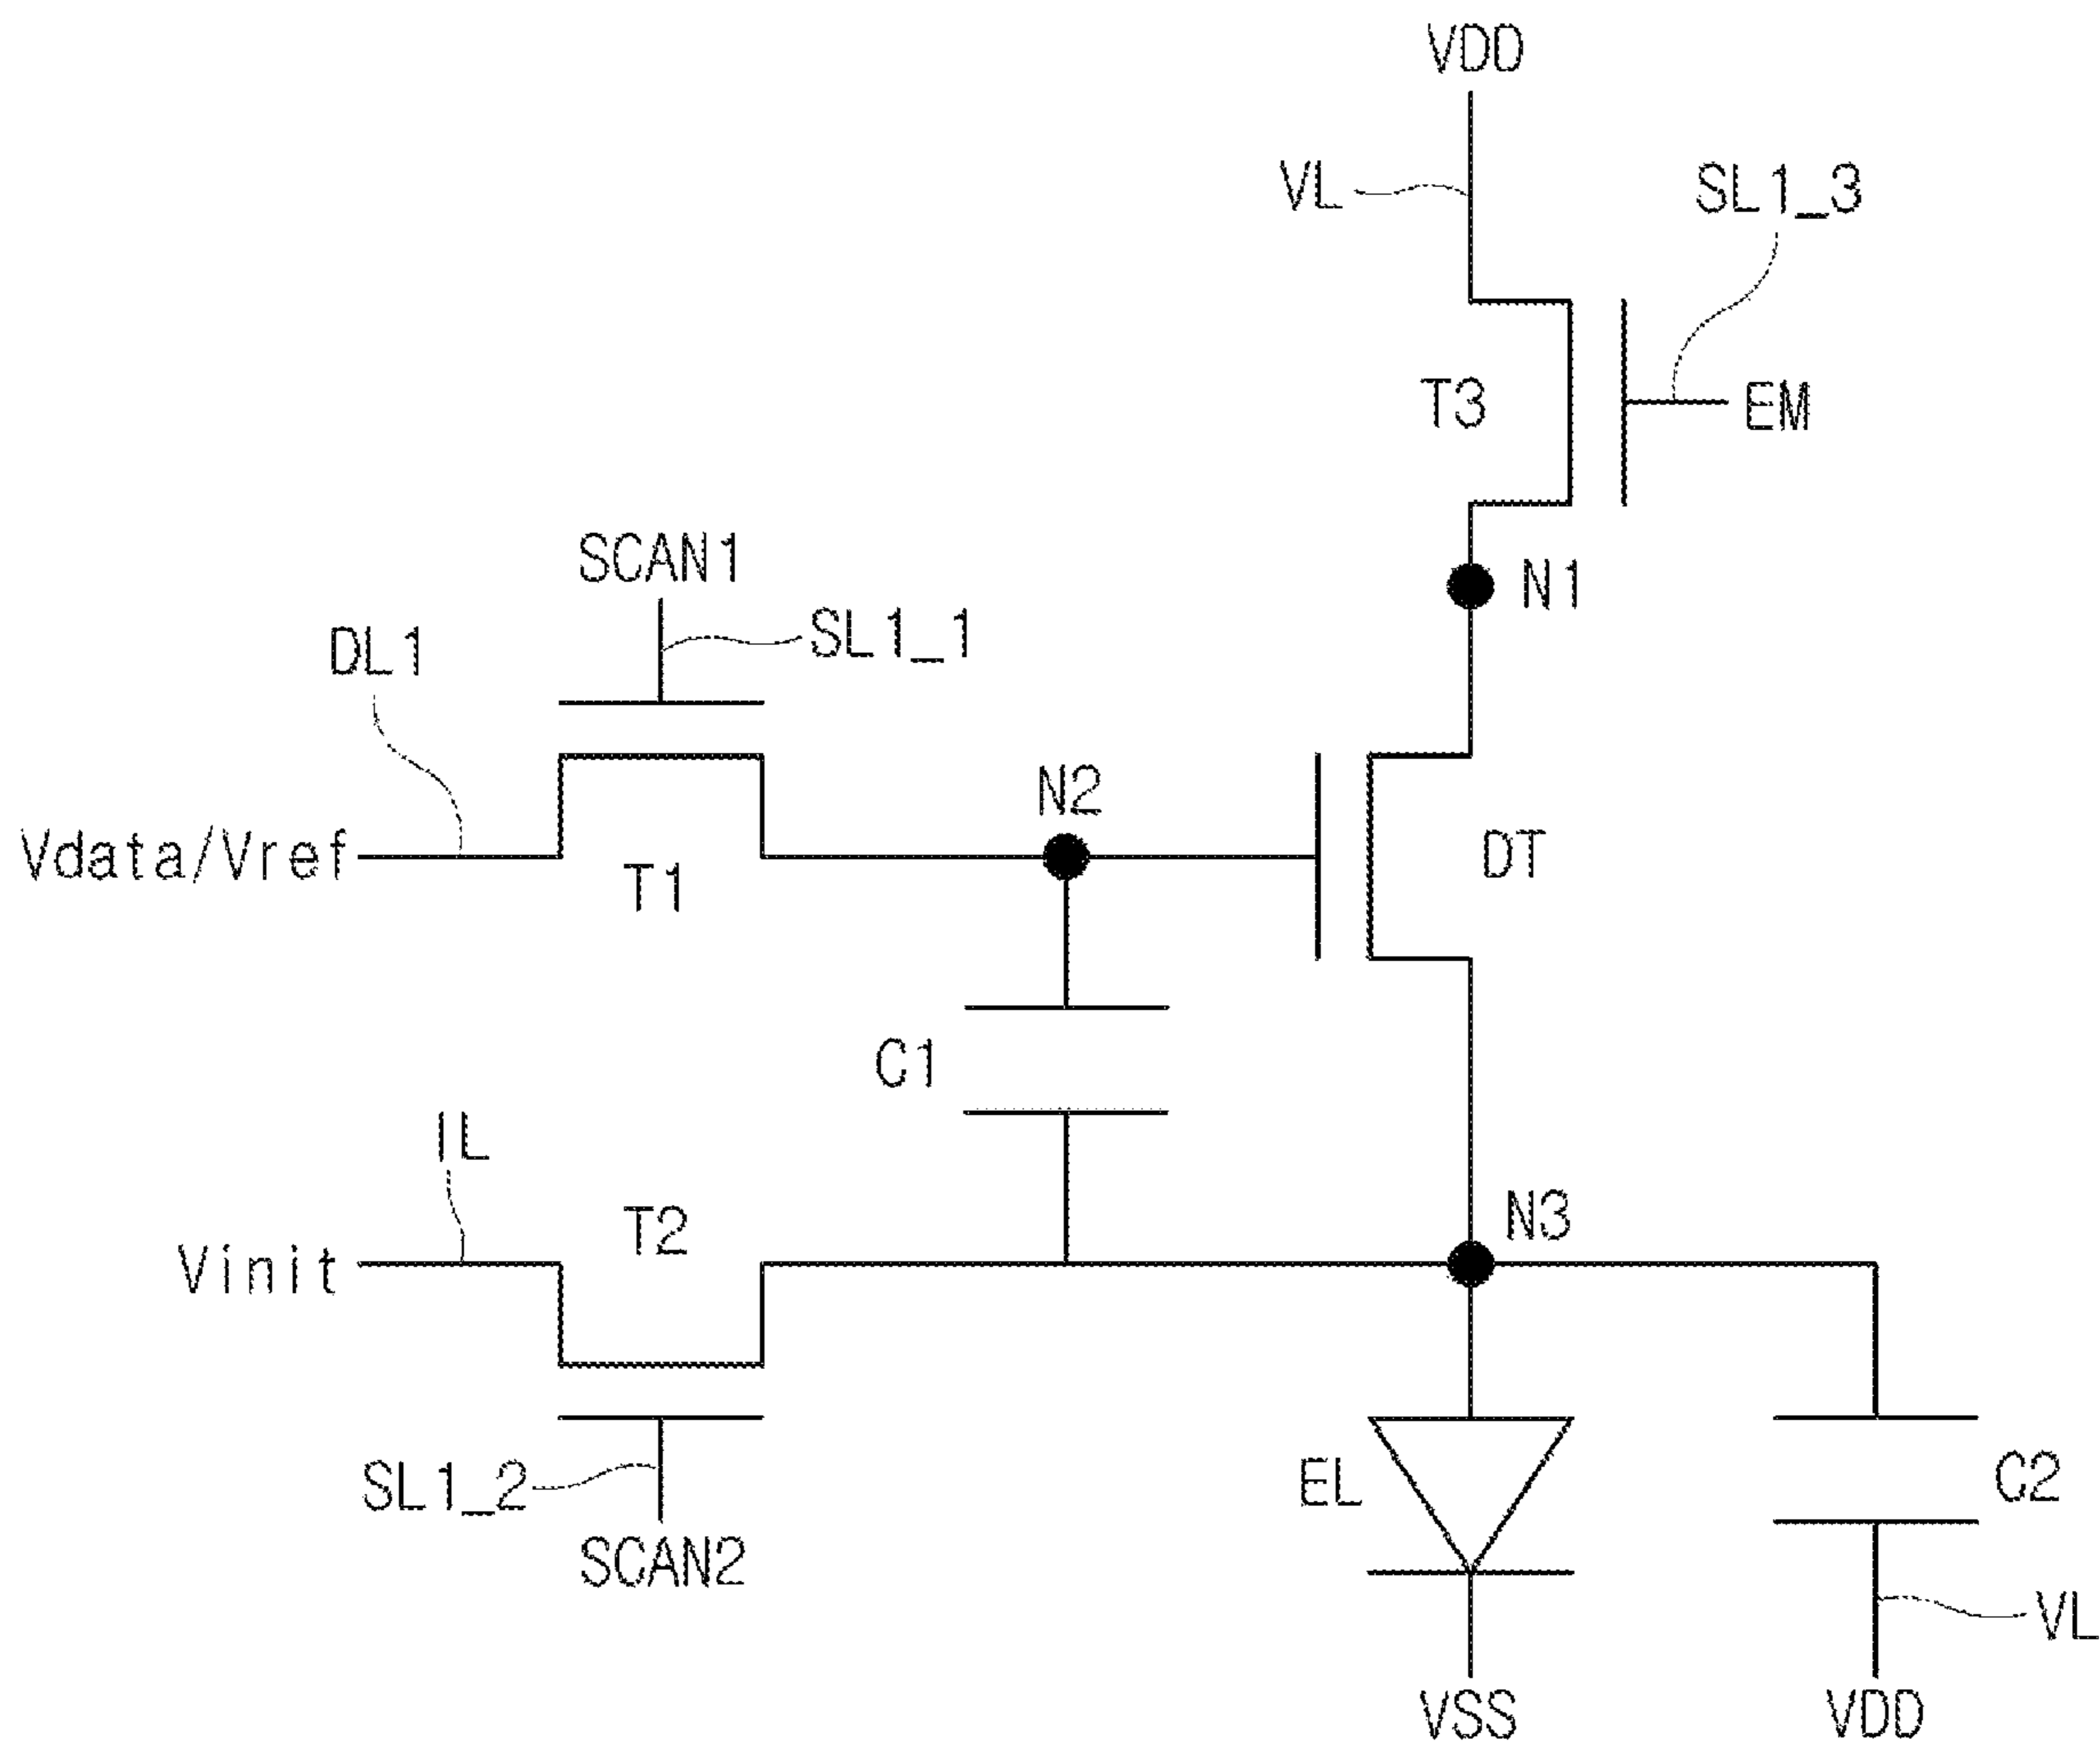 VDD
VL
SL1_3
T3
EM
SCAN1
N1
SL1_1
DL1
N2
Vdata/Vref
T1
DT
C1
IL
T2
N3
Vinit
EL
C2
SL1_2
SCAN2
VL
VSS
VDD